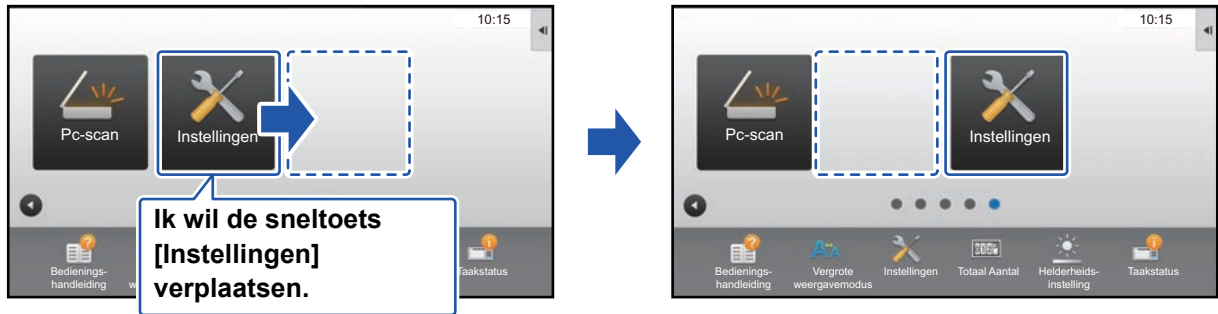 10:15
Pc-scan
Instellingen
Ik wil de sneltoets
[Instellingen]
verplaatsen.
Bedienings-
handleiding
w
Taakstatus
10:15
Pc-scan
Instellingen
Bedienings-
handleiding
Vergrote
weergavemodus
Instellingen
Totaal Aantal
Helderheids-
instelling
Taakstatus